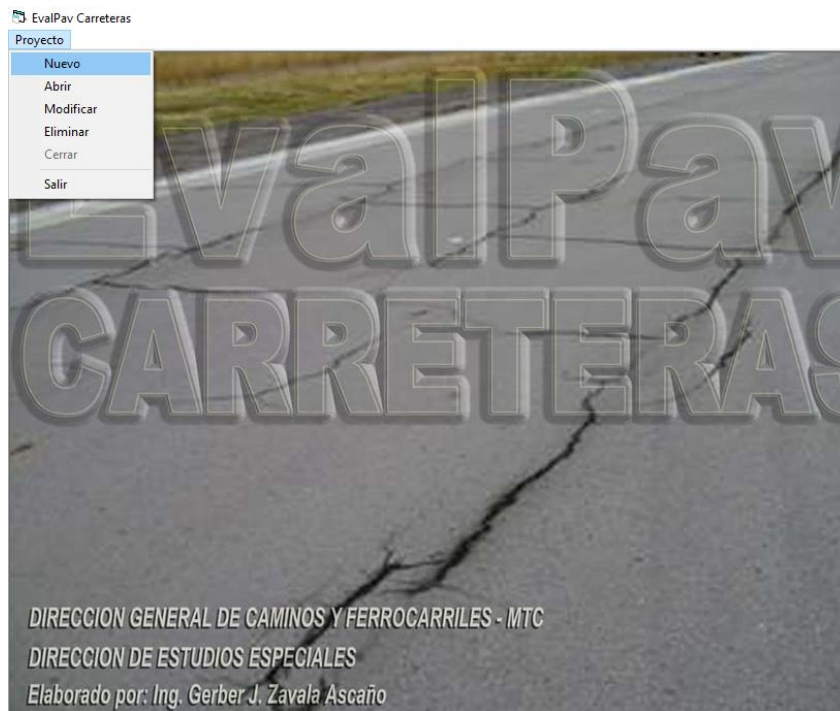 EvalPav Carreteras
Proyecto
Nuevo
Abrir
Modificar
Eliminar
Cerrar
Salir
EvalPav
CARRETERAS
DIRECCION GENERAL DE CAMINOS Y FERROCARRILES - MTC
DIRECCION DE ESTUDIOS ESPECIALES
Elaborado por: Ing. Gerber J. Zavala Ascaño